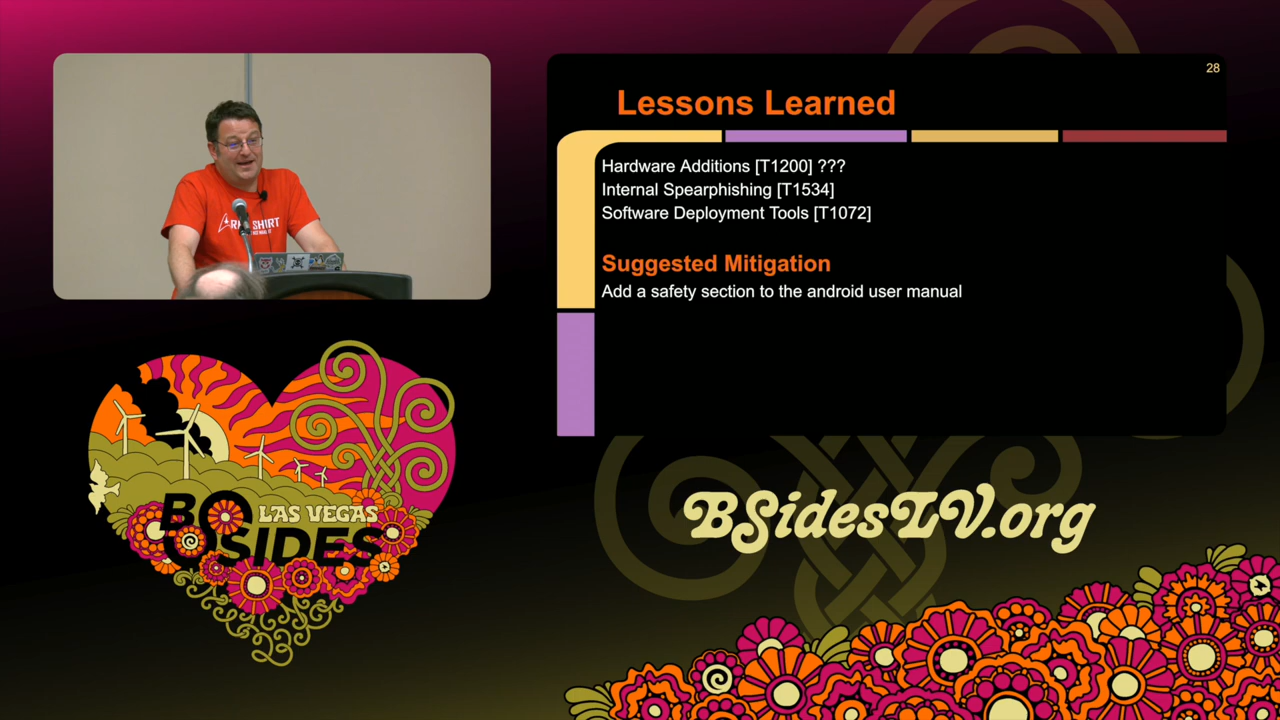 28
Lessons Learned
Hardware Additions [T1200] ???
Internal Spearphishing [T1534]
Software Deployment Tools [T1072]
Suggested Mitigation
Add a safety section to the android user manual
SHIRT
BSIDES
LAS VEGAS
BSidesLV.org